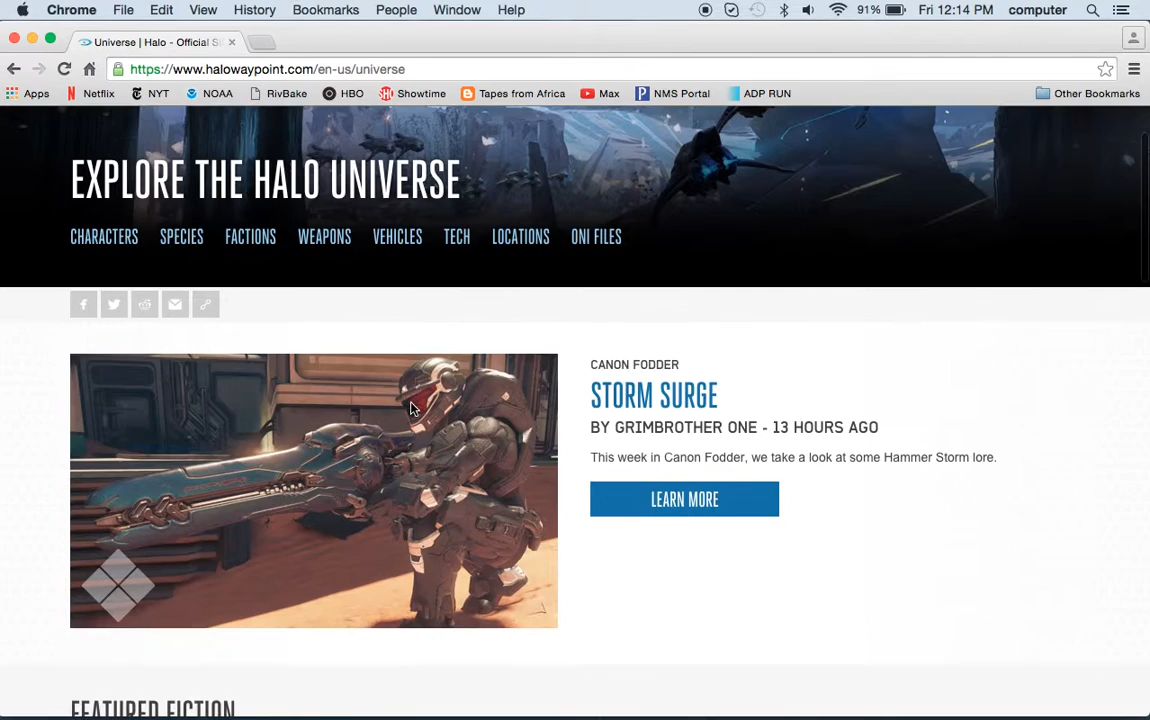 Chrome File Edit View History Bookmarks People Window Help 91% Fri 12:14 PM computer
Universe | Halo - Official S
https://www.halowaypoint.com/en-us/universe
Apps Netflix NYT NOAA RivBake HBO Showtime Tapes from Africa Max NMS Portal ADP RUN Other Bookmarks
EXPLORE THE HALO UNIVERSE
CHARACTERS SPECIES FACTIONS WEAPONS VEHICLES TECH LOCATIONS ONI FILES
CANON FODDER
STORM SURGE
BY GRIMBROTHER ONE - 13 HOURS AGO
This week in Canon Fodder, we take a look at some Hammer Storm lore.
LEARN MORE
FEATURED FICTION